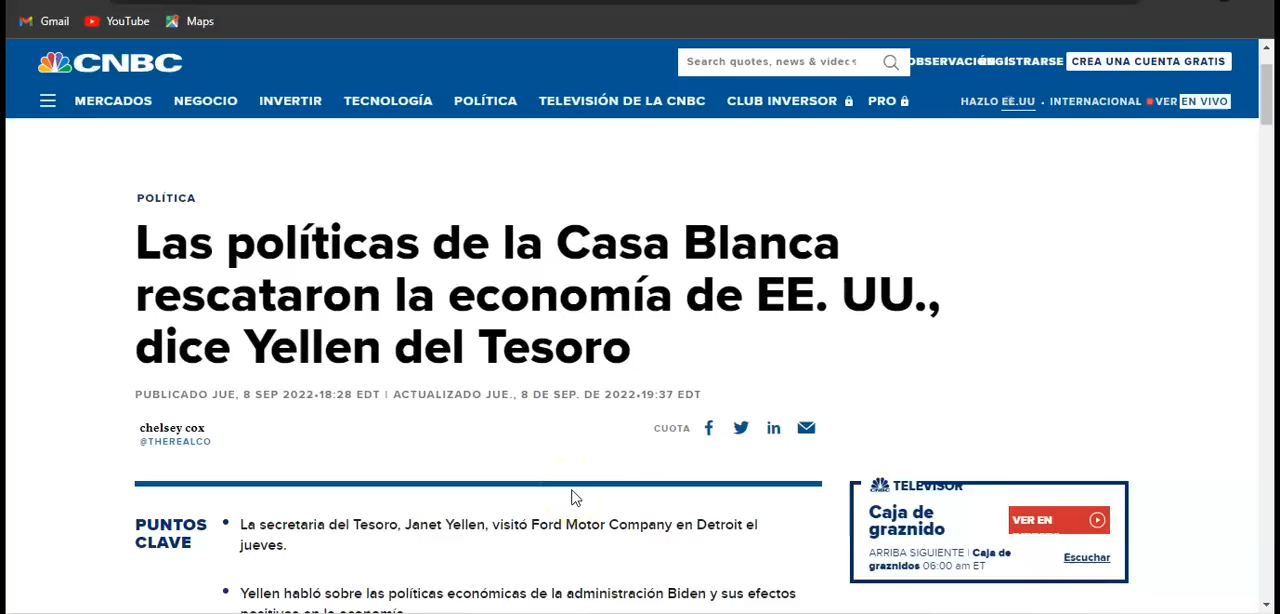 Gmail YouTube Maps
CNBC
Search quotes, news & videos
OBSERVACIÓN
REGISTRARSE
CREA UNA CUENTA GRATIS
MERCADOS NEGOCIO INVERTIR TECNOLOGÍA POLÍTICA TELEVISIÓN DE LA CNBC CLUB INVERSOR PRO
HAZLO EE.UU • INTERNACIONAL VER EN VIVO
POLÍTICA
Las políticas de la Casa Blanca
rescataron la economía de EE. UU.,
dice Yellen del Tesoro
PUBLICADO JUE, 8 SEP 2022•18:28 EDT | ACTUALIZADO JUE., 8 DE SEP. DE 2022•19:37 EDT
chelsey cox
@THEREALCO
CUOTA
PUNTOS
CLAVE
• La secretaria del Tesoro, Janet Yellen, visitó Ford Motor Company en Detroit el
jueves.
• Yellen habló sobre las políticas económicas de la administración Biden y sus efectos
positivos en la economía.
CNBC TELEVISOR
Caja de
graznido
VER EN
ARRIBA SIGUIENTE | Caja de
graznidos 06:00 am ET
Escuchar